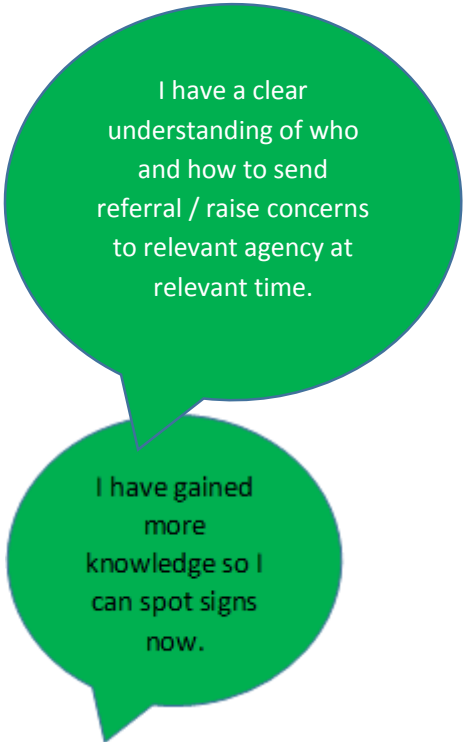 I have a clear
understanding of who
and how to send
referral / raise concerns
to relevant agency at
relevant time.
I have gained
more
knowledge so I
can spot signs
now.